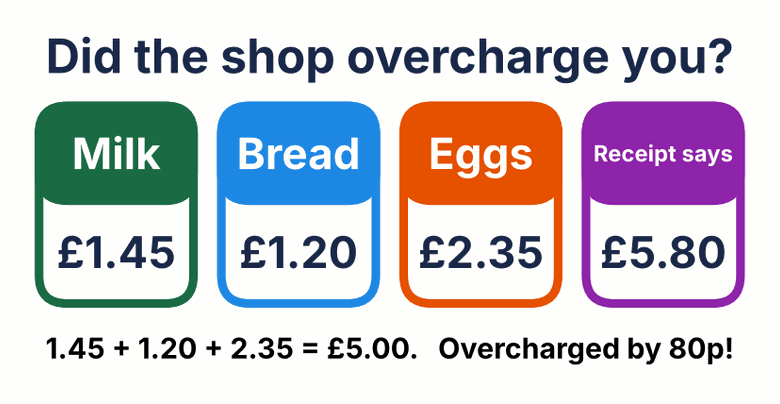 Did the shop overcharge you?
Milk
Bread
Eggs
Receipt says
£1.45
£1.20
£2.35
£5.80
1.45 + 1.20 + 2.35 = £5.00. Overcharged by 80p!